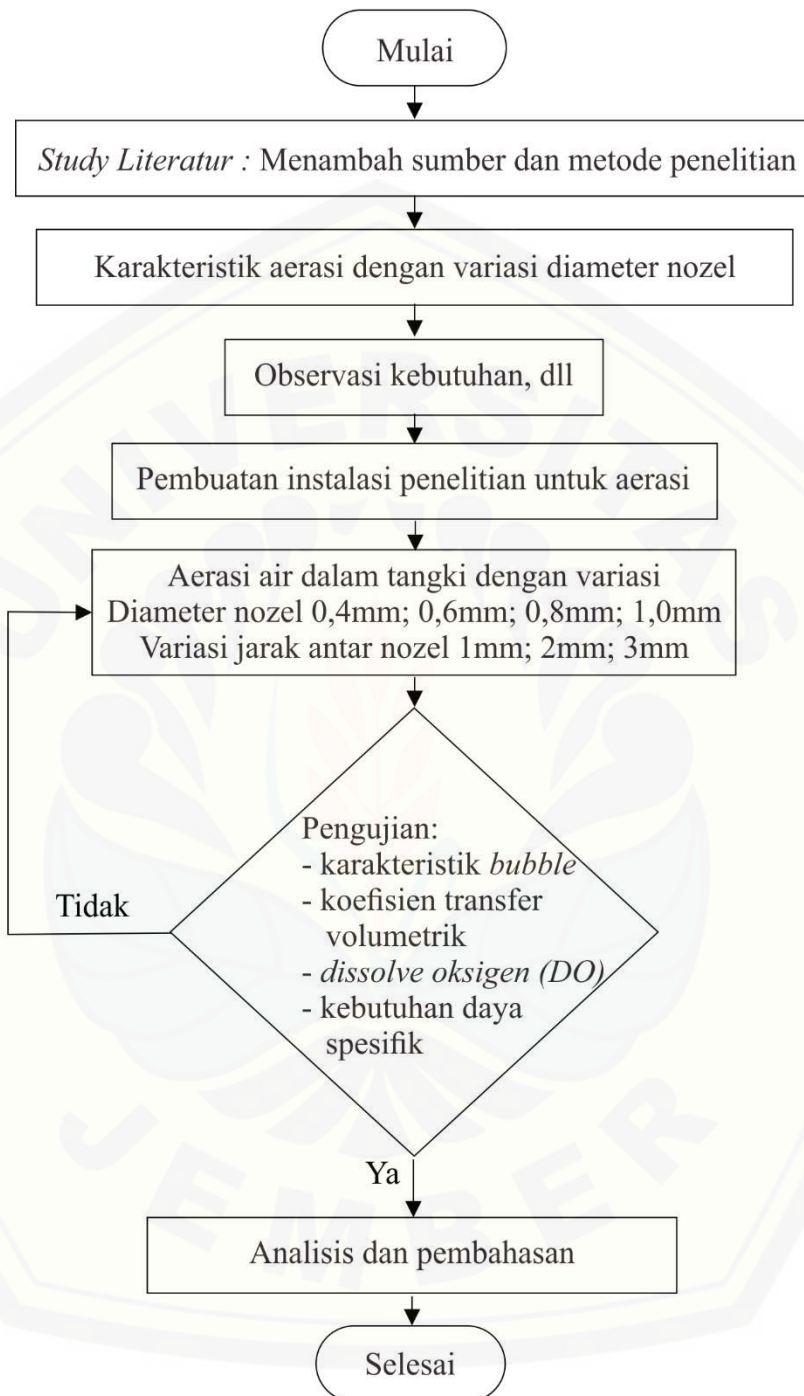 Mulai
Study Literatur : Menambah sumber dan metode penelitian
Karakteristik aerasi dengan variasi diameter nozel
Observasi kebutuhan, dll
Pembuatan instalasi penelitian untuk aerasi
Aerasi air dalam tangki dengan variasi
Diameter nozel 0,4mm; 0,6mm; 0,8mm; 1,0mm
Variasi jarak antar nozel 1mm; 2mm; 3mm
Pengujian:
- karakteristik bubble
- koefisien transfer
volumetrik
- dissolve oksigen (DO)
- kebutuhan daya
spesifik
Tidak
Ya
Analisis dan pembahasan
Selesai
UNIVERSITAS
JEMBER